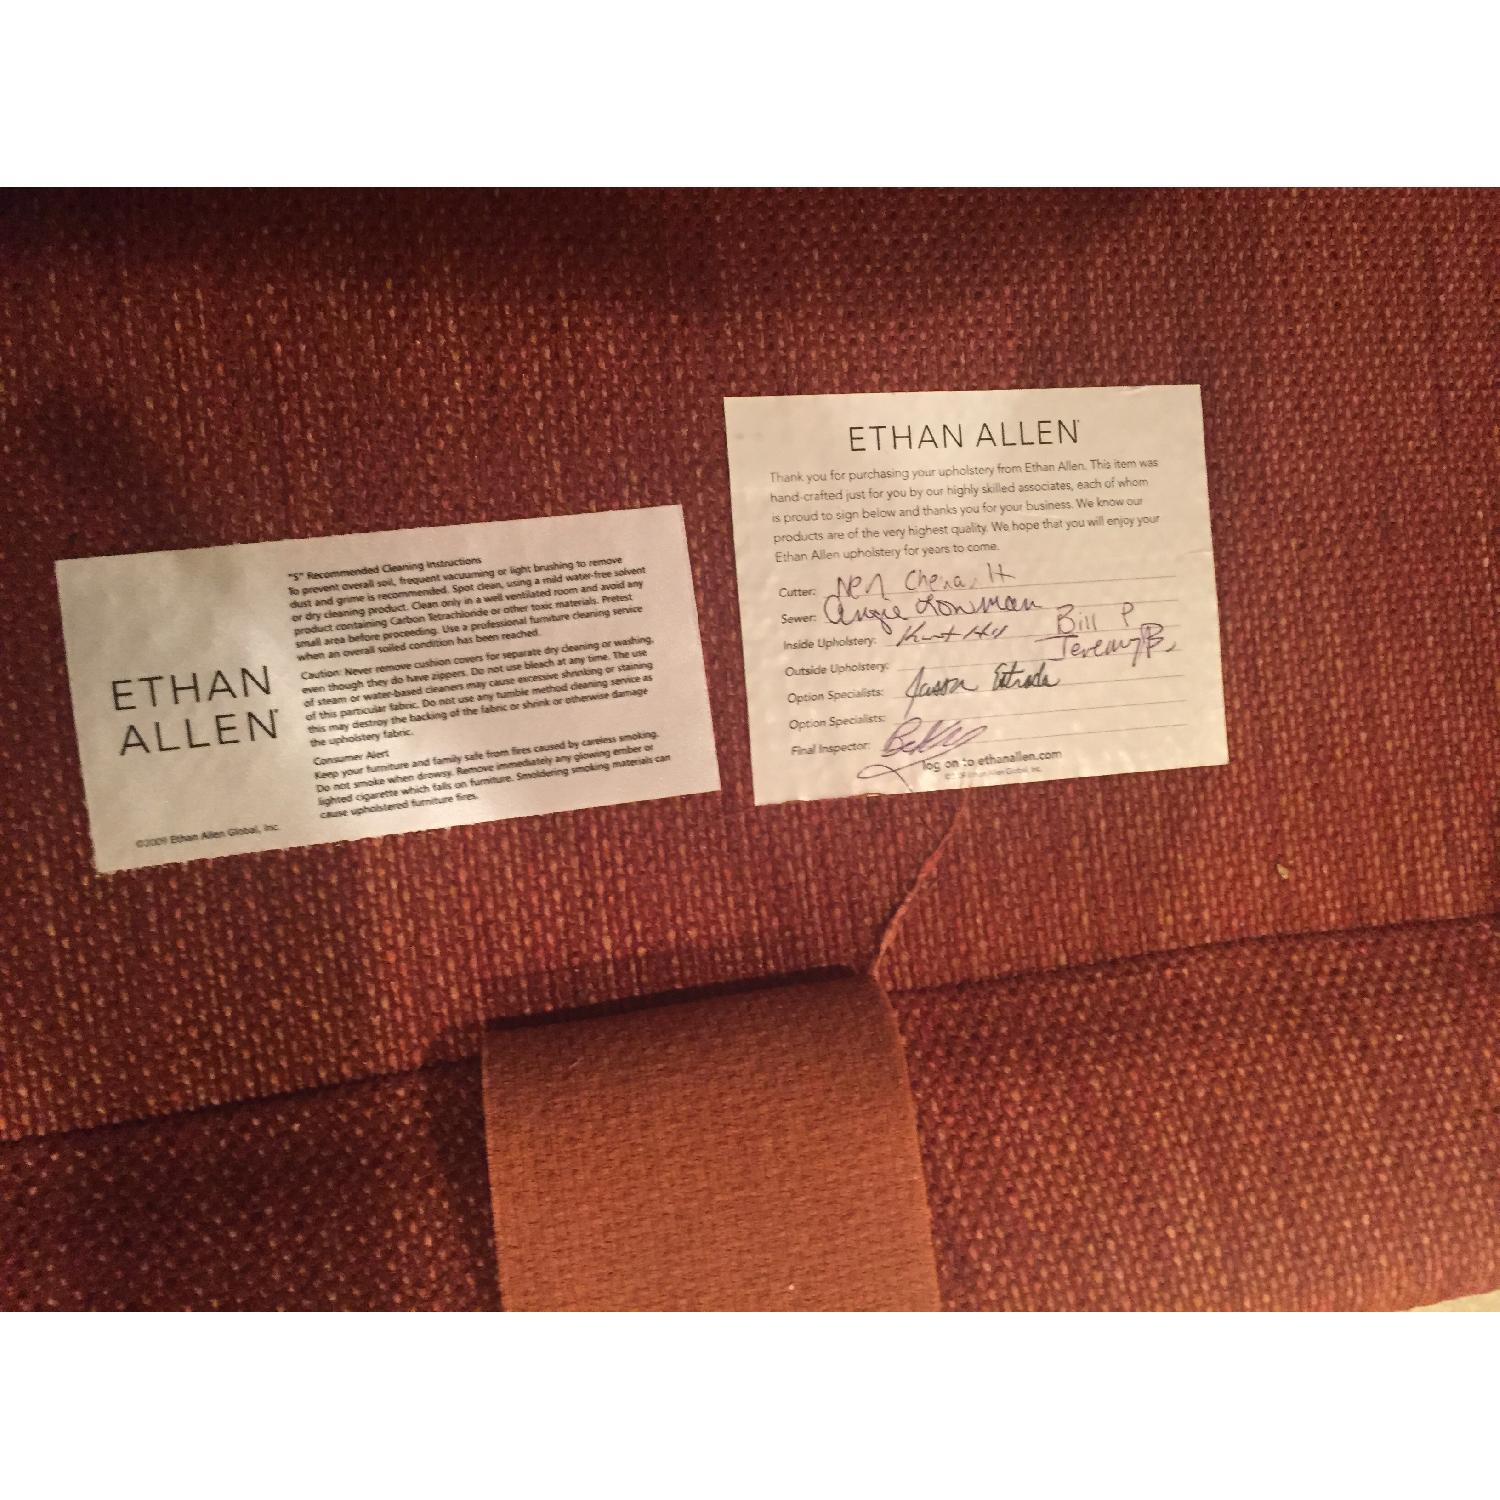 ETHAN
ALLEN
©2009 Ethan Allen Global, Inc.
"S" Recommended Cleaning Instructions
To prevent overall soil, frequent vacuuming or light brushing to remove
dust and grime is recommended. Spot clean, using a mild water-free solvent
or dry cleaning product. Clean only in a well ventilated room and avoid any
product containing Carbon Tetrachloride or other toxic materials. Pretest
small area before proceeding. Use a professional furniture cleaning service
when an overall soiled condition has been reached.
Caution: Never remove cushion covers for separate dry cleaning or washing,
even though they do have zippers. Do not use bleach at any time. The use
of steam or water-based cleaners may cause excessive shrinking or staining
of this particular fabric. Do not use any tumble method cleaning service as
this may destroy the backing of the fabric or shrink or otherwise damage
the upholstery fabric.
Consumer Alert
Keep your furniture and family safe from fires caused by careless smoking.
Do not smoke when drowsy. Remove immediately any glowing ember or
lighted cigarette which falls on furniture. Smoldering smoking materials can
cause upholstered furniture fires.
ETHAN ALLEN
Thank you for purchasing your upholstery from Ethan Allen. This item was
hand-crafted just for you by our highly skilled associates, each of whom
is proud to sign below and thanks you for your business. We know our
products are of the very highest quality. We hope that you will enjoy your
Ethan Allen upholstery for years to come.
Cutter:
Sewer: Angie Lowman
Inside Upholstery: Bill P
Outside Upholstery: Jeremy B.
Option Specialists: Jason Estrada
Option Specialists:
Final Inspector:
log on to ethanallen.com
Ethan Allen Global, Inc.